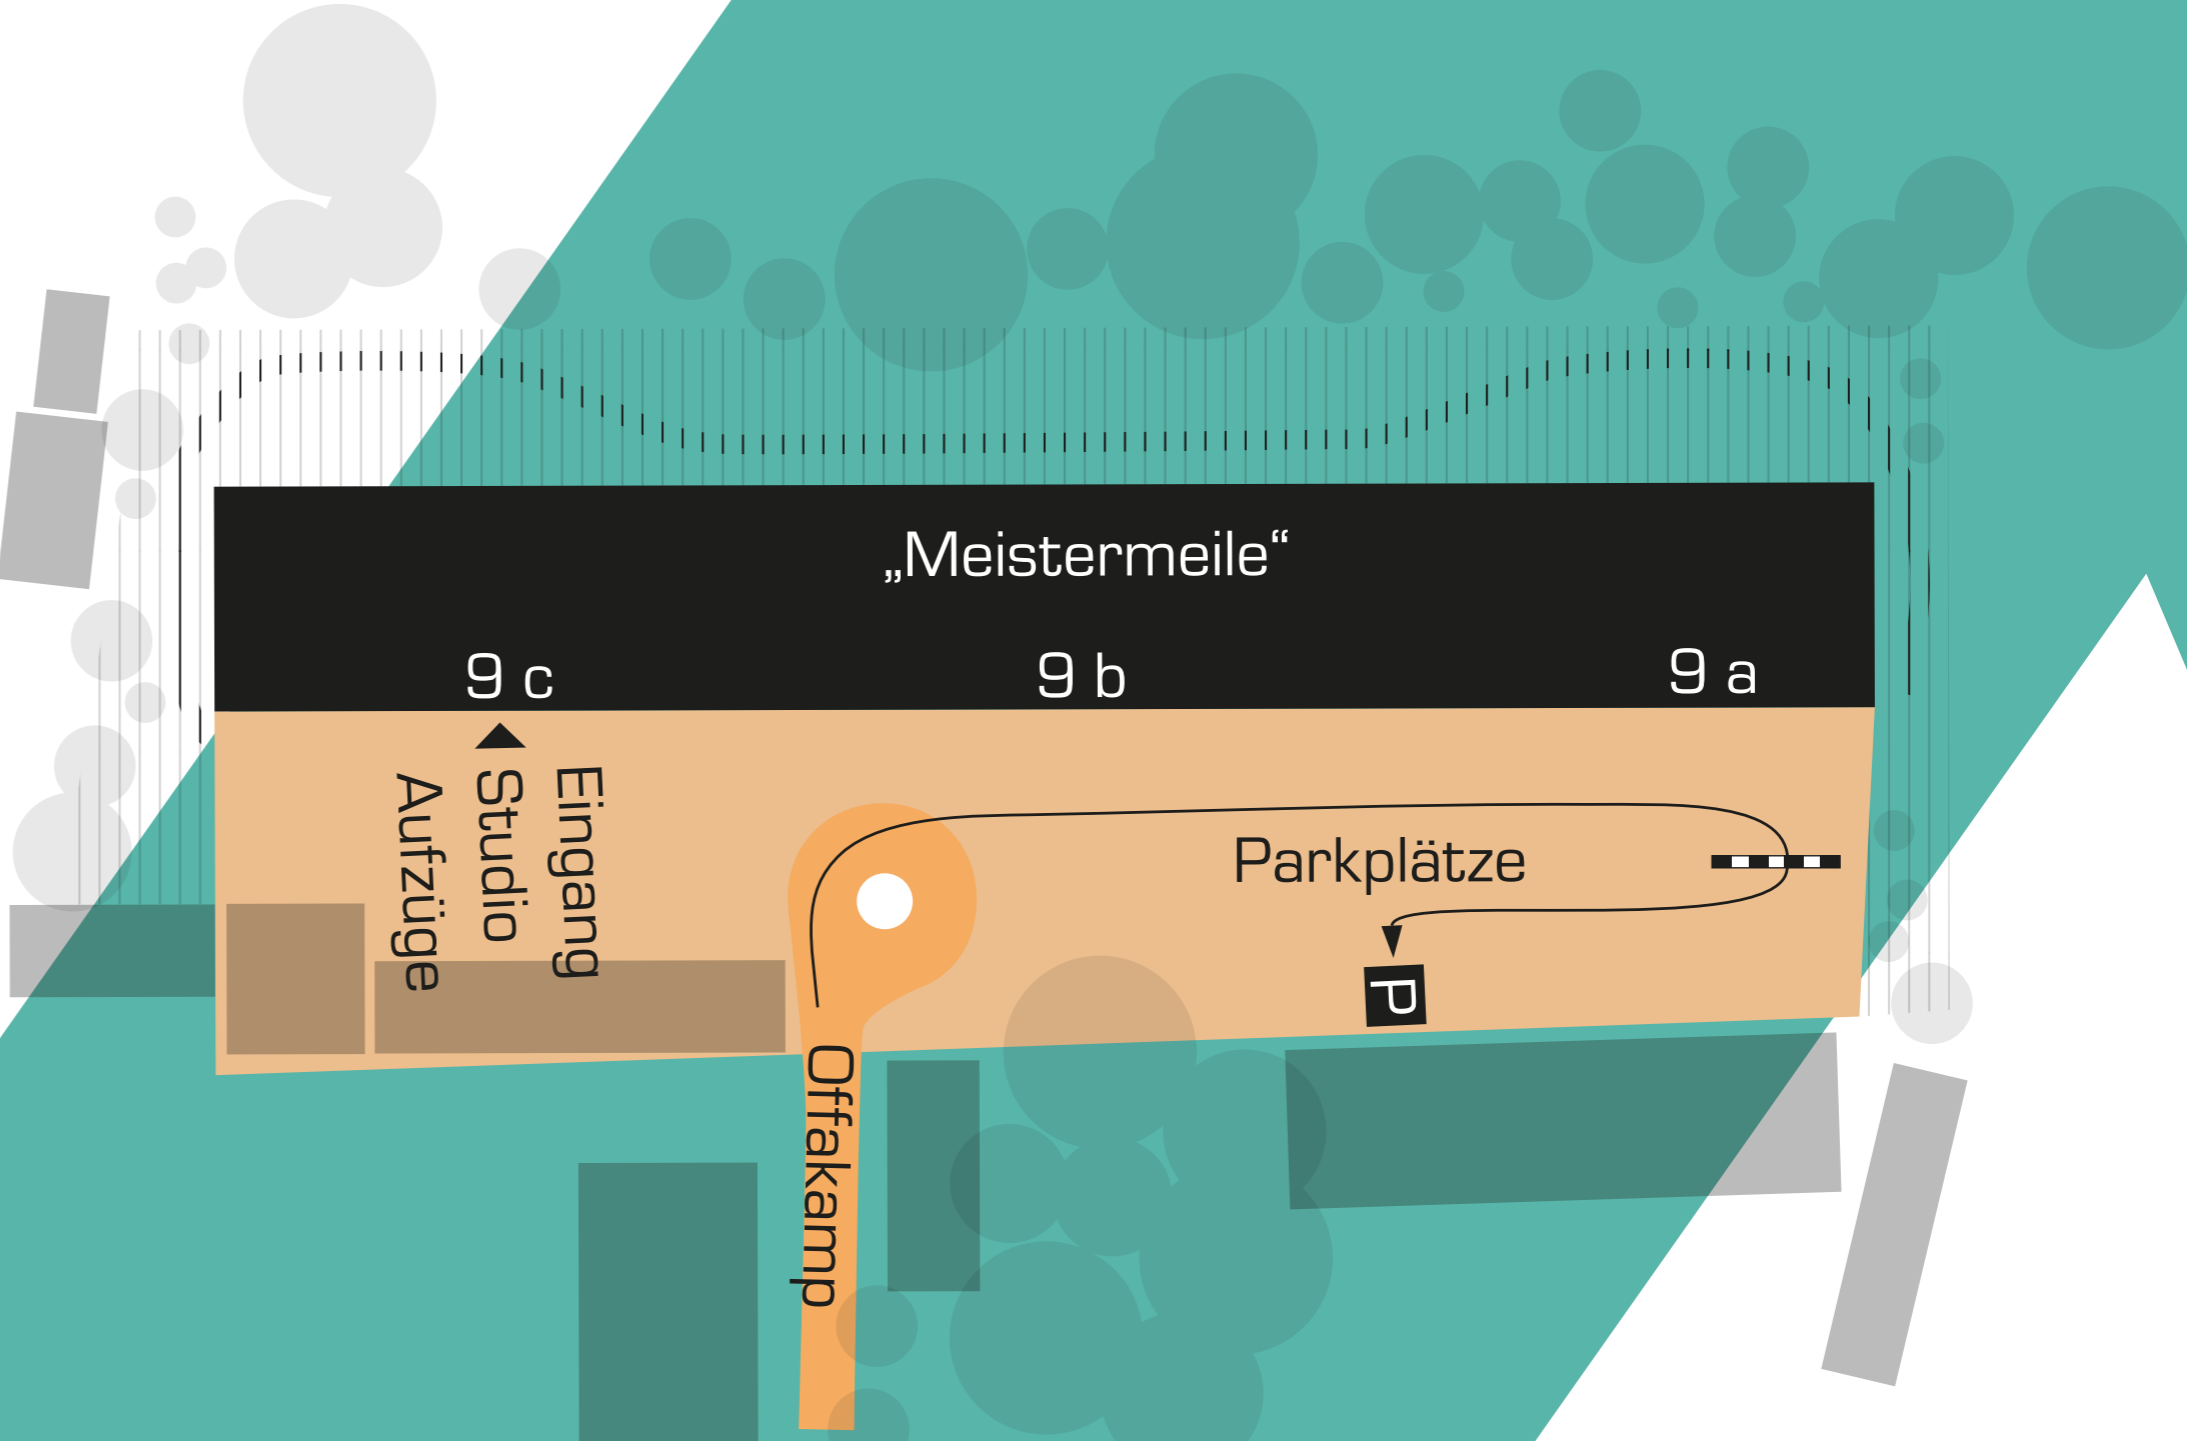 „Meistermeile“
9 c
9 b
9 a
Eingang
Studio
Aufzüge
Parkplätze
P
Offakamp